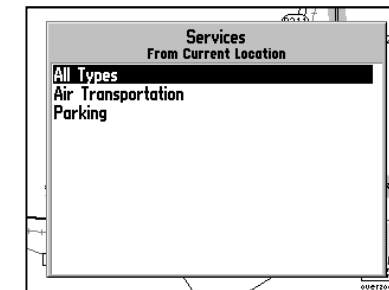 Services
From Current Location
All Types
Air Transportation
Parking